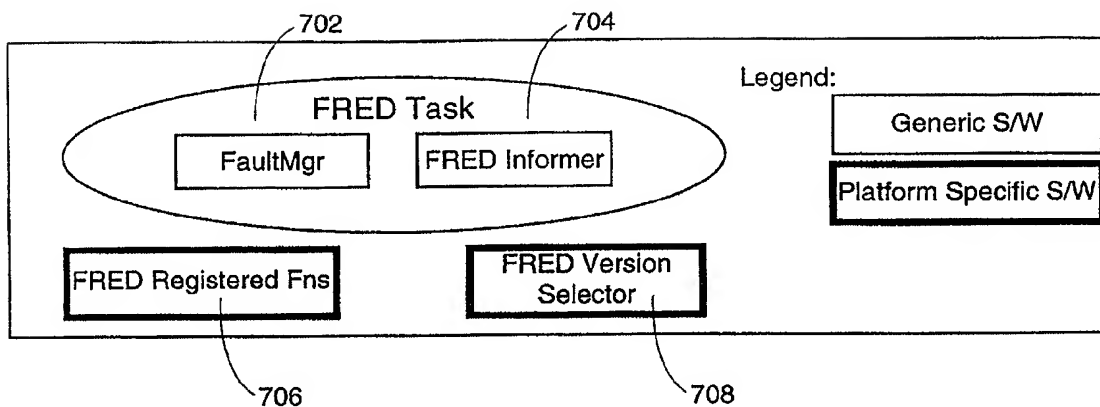 702
704
Legend:
FRED Task
FaultMgr
FRED Informer
Generic S/W
Platform Specific S/W
FRED Registered Fns
FRED Version
Selector
706
708